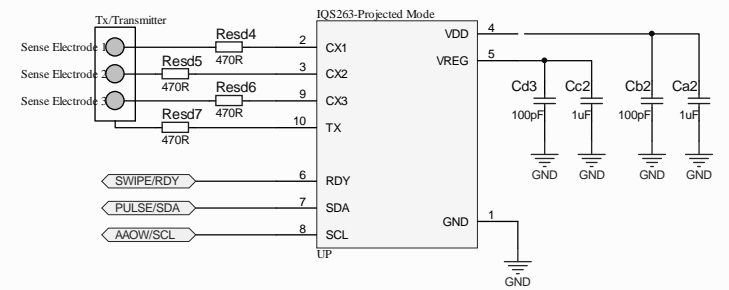 Tx/Transmitter
IQS263-Projected Mode
Sense Electrode 1
Resd4
470R
2
CX1
VDD
4
Sense Electrode 2
Resd5
470R
3
CX2
VREG
5
Sense Electrode 3
Resd6
470R
9
CX3
Resd7
470R
10
TX
Cd3
100pF
Cc2
1uF
Cb2
100pF
Ca2
1uF
GND
GND
GND
GND
SWIPE/RDY
6
RDY
PULSE/SDA
7
SDA
AAOW/SCL
8
SCL
GND
1
UP
GND